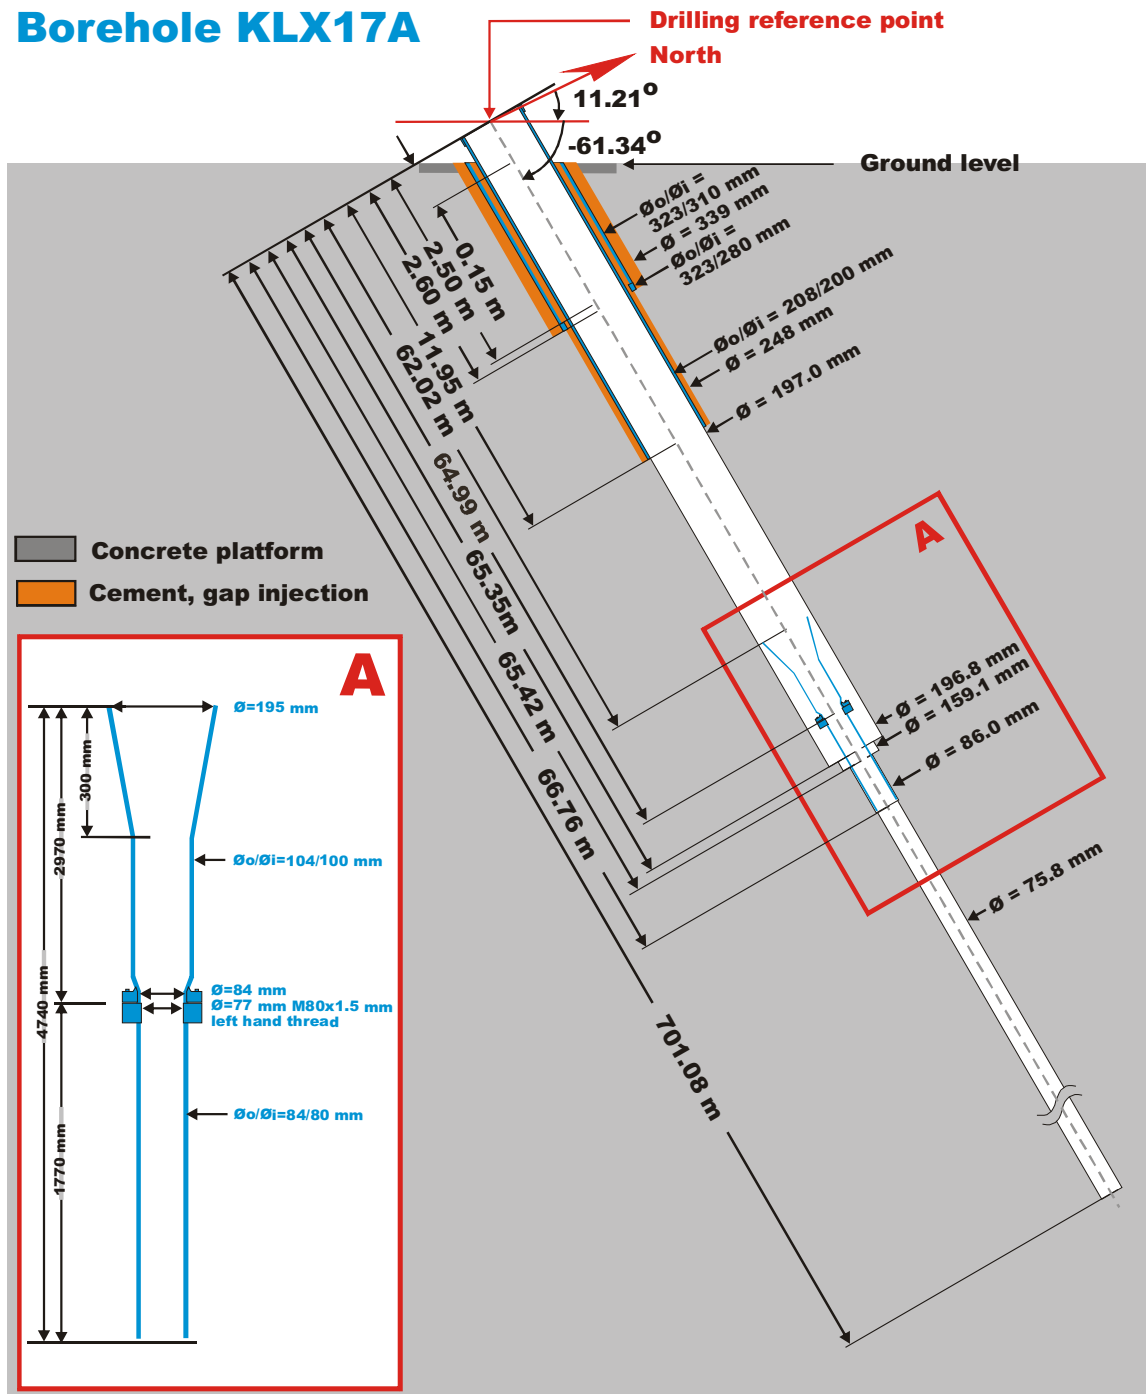 Borehole KLX17A
Drilling reference point
North
11.21º
-61.34º
Ground level
Øo/Øi =
323/310 mm
Ø = 339 mm
Øo/Øi =
323/280 mm
Øo/Øi = 208/200 mm
Ø = 248 mm
Ø = 197.0 mm
0.15 m
2.50 m
2.60 m
11.95 m
62.02 m
64.99 m
65.35m
65.42 m
66.76 m
701.08 m
A
Ø = 196.8 mm
Ø = 159.1 mm
Ø = 86.0 mm
Ø = 75.8 mm
Concrete platform
Cement, gap injection
A
Ø=195 mm
300 mm
2970 mm
Øo/Øi=104/100 mm
Ø=84 mm
Ø=77 mm M80x1.5 mm
left hand thread
4740 mm
Øo/Øi=84/80 mm
1770 mm